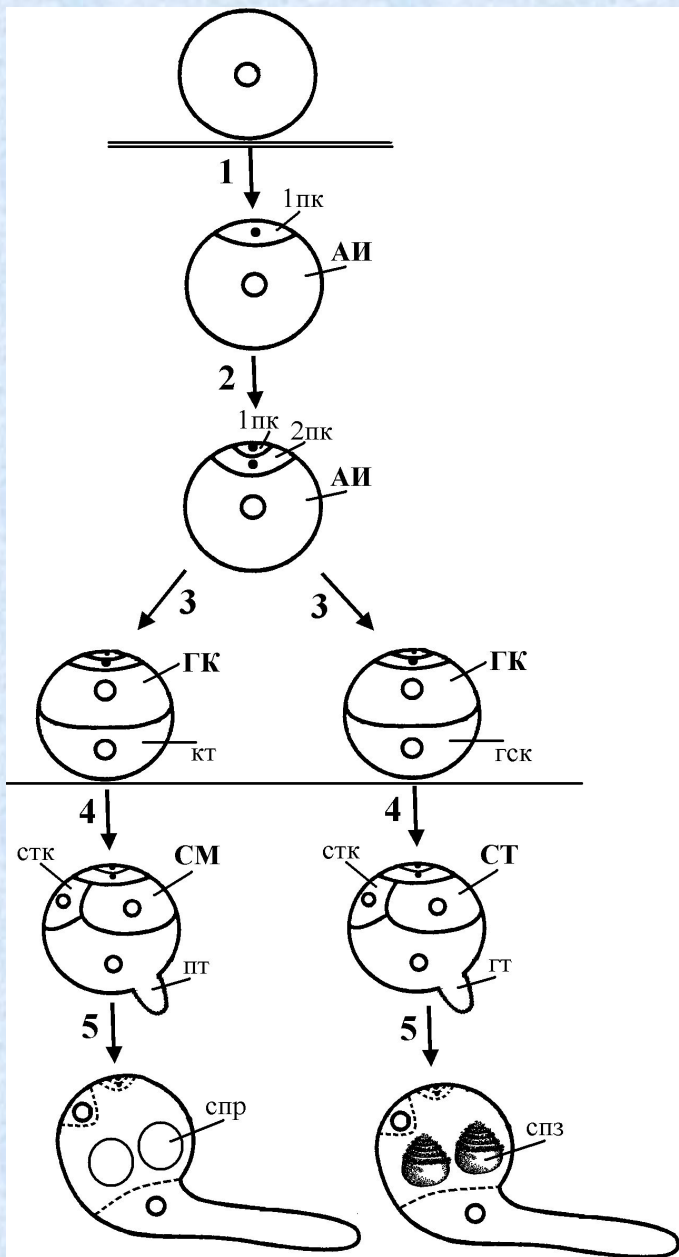 1
1пк
АИ
2
1пк
2пк
АИ
3 3
ГК ГК
кт гск
4 4
стк СМ стк СТ
пт гт
5 5
спр спз